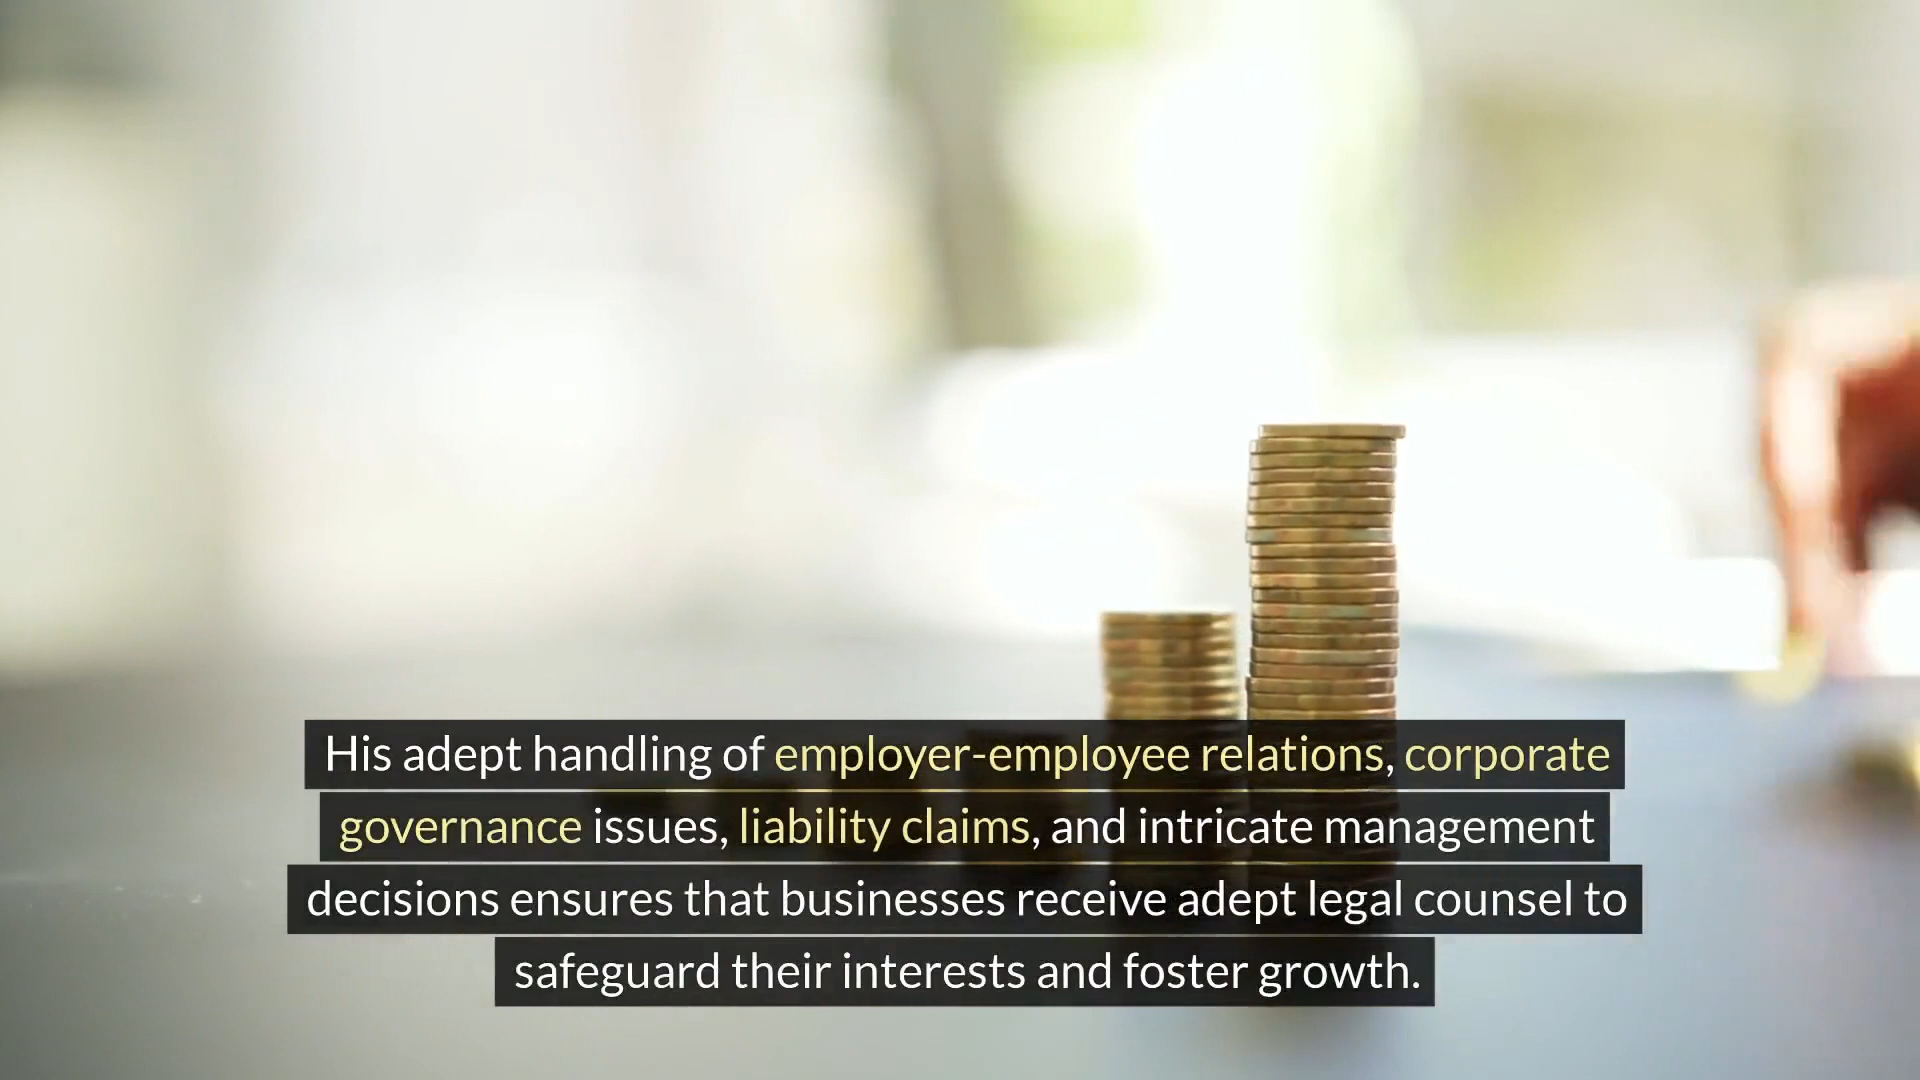 His adept handling of employer-employee relations, corporate
governance issues, liability claims, and intricate management
decisions ensures that businesses receive adept legal counsel to
safeguard their interests and foster growth.